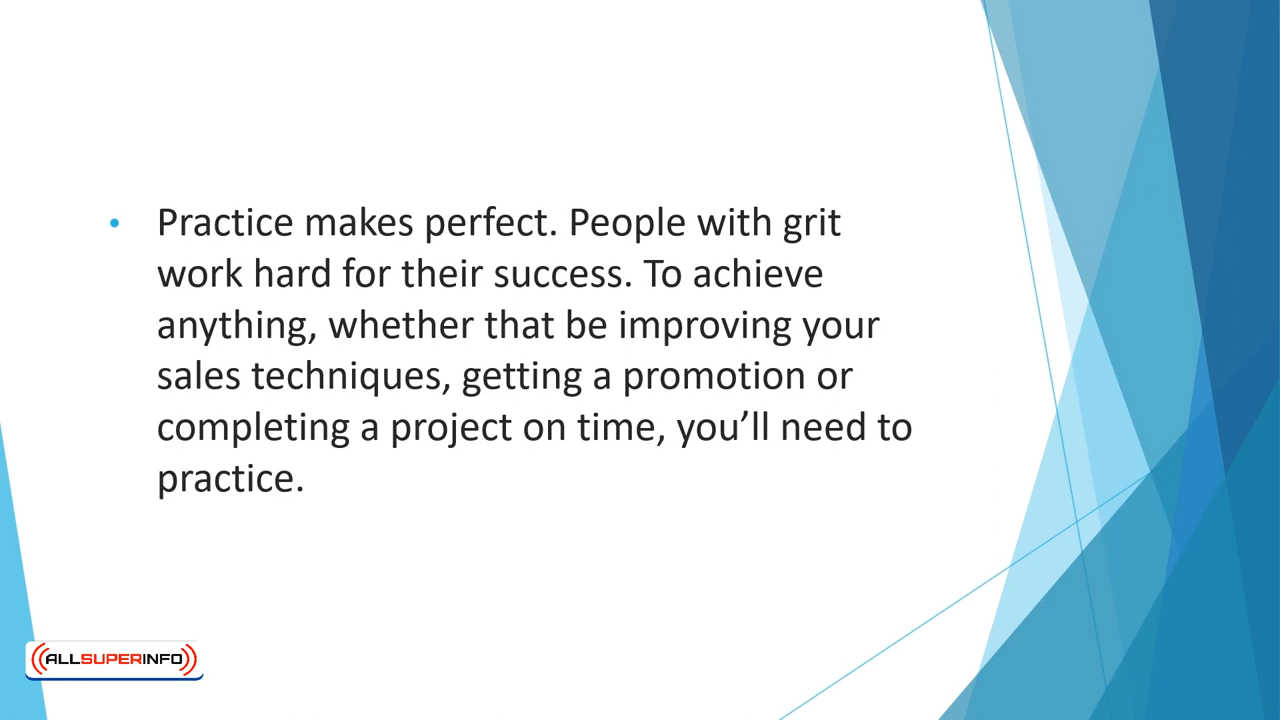 • Practice makes perfect. People with grit
work hard for their success. To achieve
anything, whether that be improving your
sales techniques, getting a promotion or
completing a project on time, you’ll need to
practice.
ALLSUPERINFO